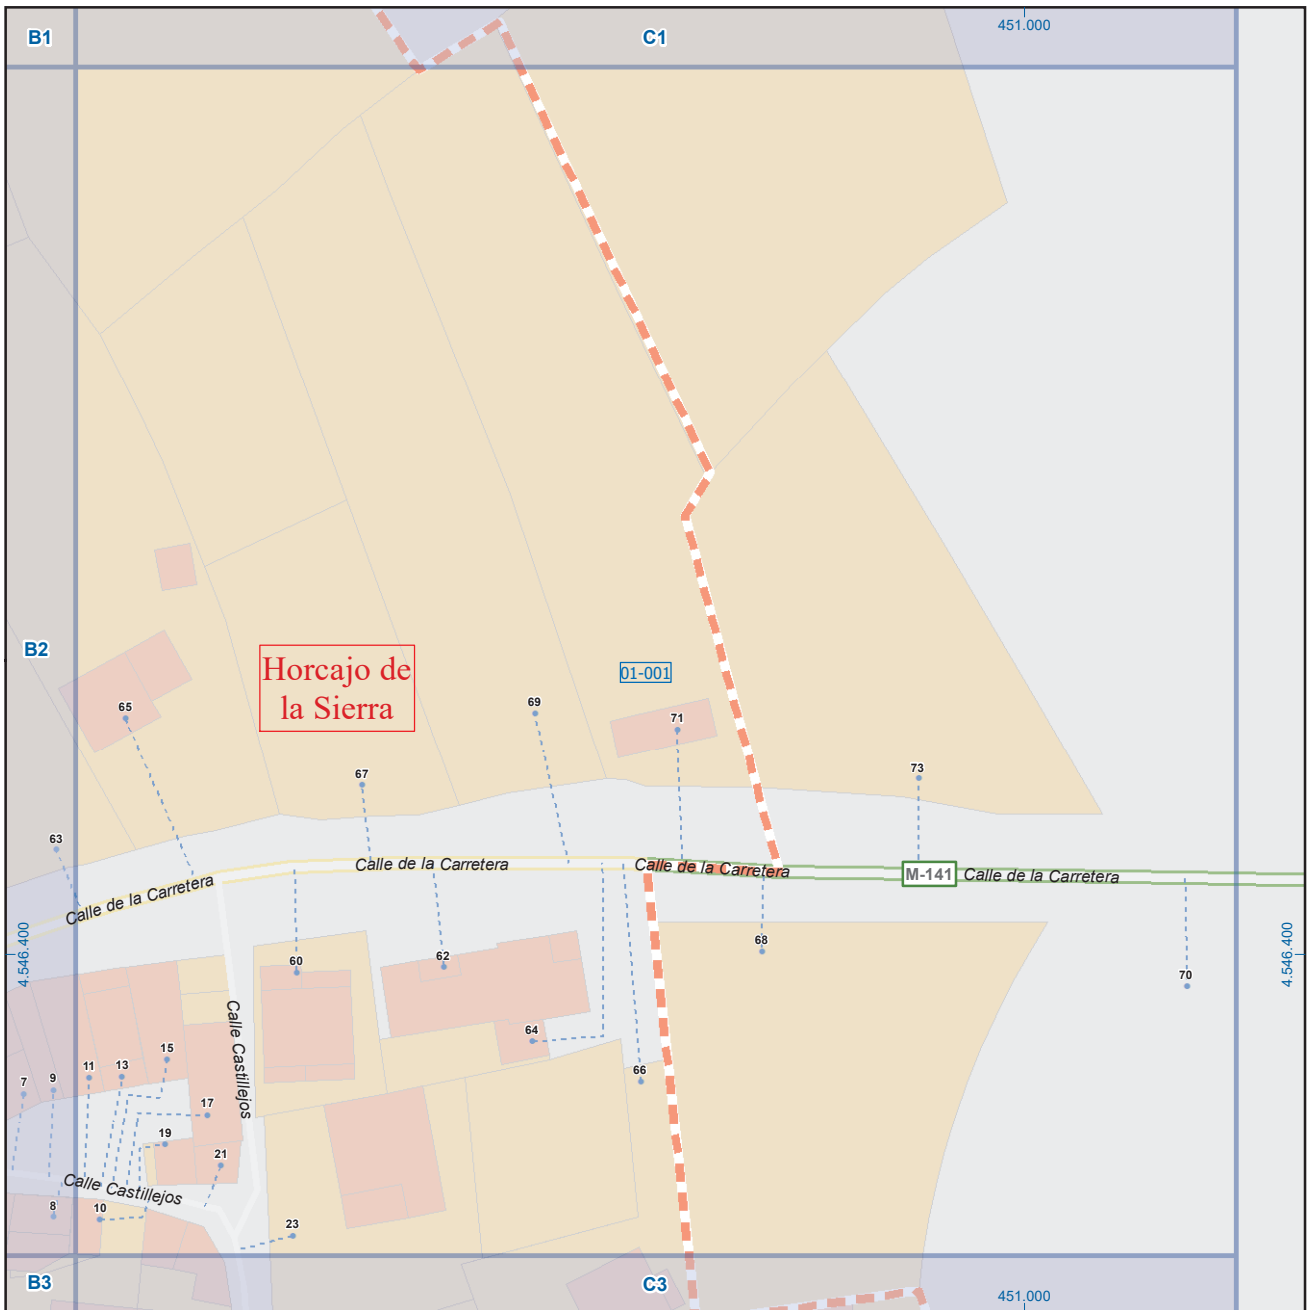 B1
C1
451.000
B2
Horcajo de
la Sierra
01-001
65
67
69
71
73
63
Calle de la Carretera
Calle de la Carretera
Calle de la Carretera
M-141
Calle de la Carretera
4.546.400
4.546.400
60
62
64
66
68
70
Calle Castillejos
7
9
11
13
15
17
19
21
Calle Castillejos
8
10
23
B3
C3
451.000